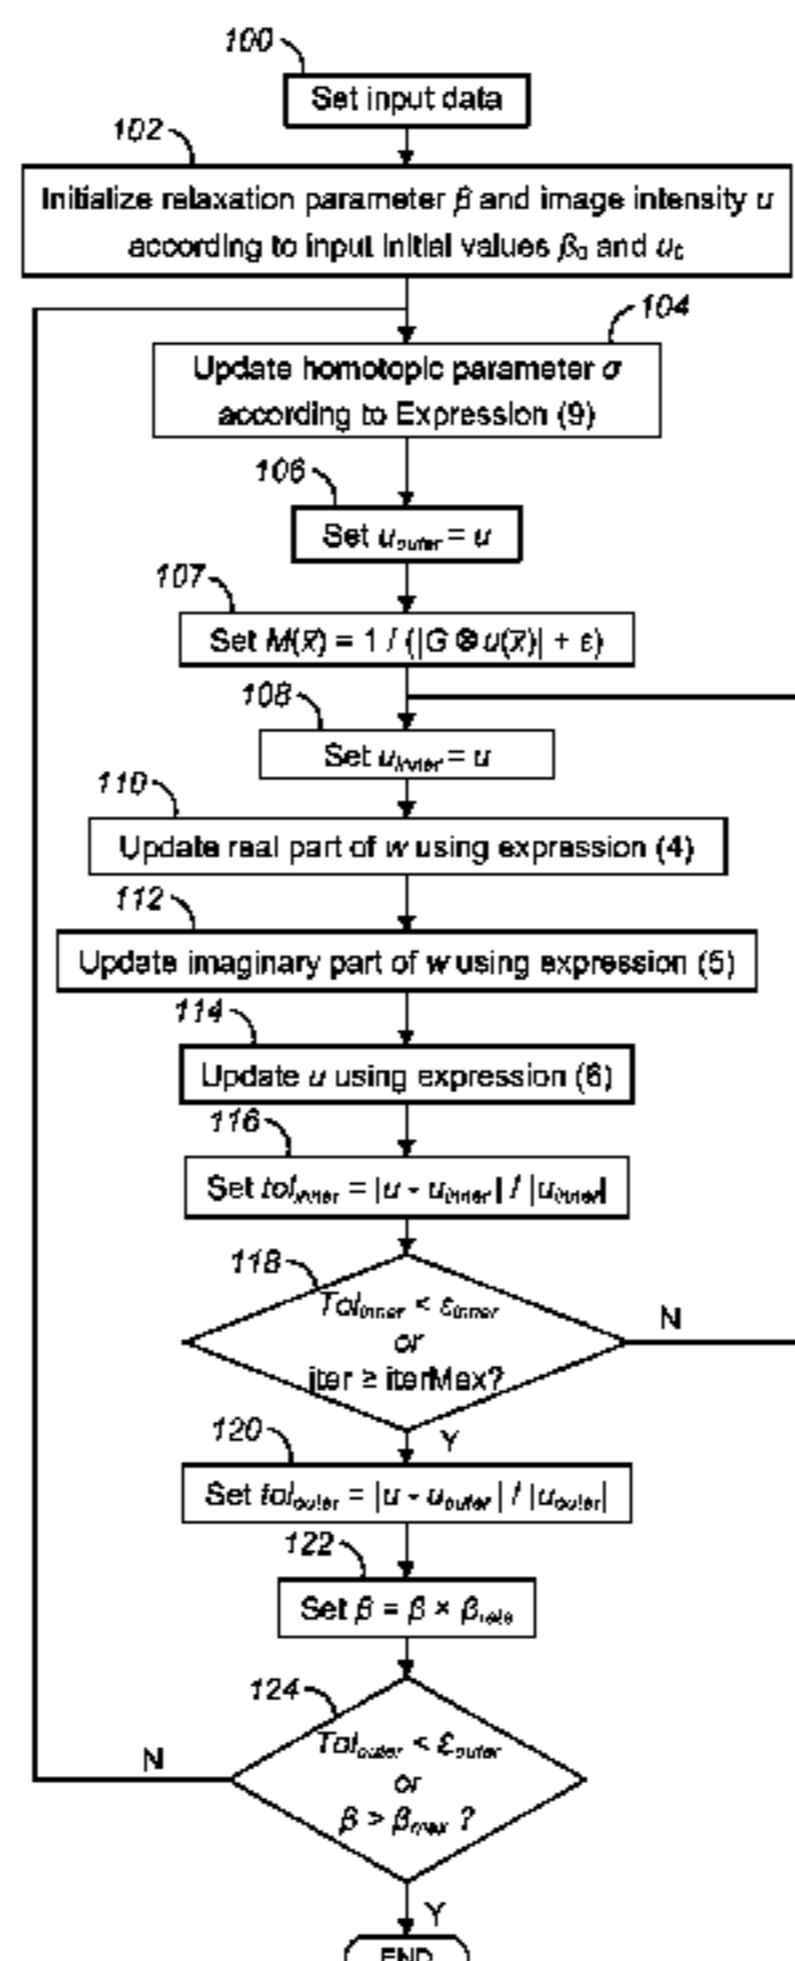 100
Set input data
102
Initialize relaxation parameter β and image intensity u
according to input initial values β₀ and u₀
104
Update homotopic parameter σ
according to Expression (9)
106
Set u_outer = u
107
Set M(x̄) = 1 / (|G ⊗ u(x̄)| + ε)
108
Set u_inner = u
110
Update real part of w using expression (4)
112
Update imaginary part of w using expression (5)
114
Update u using expression (6)
116
Set tol_inner = |u - u_inner| / |u_inner|
118
Tol_inner < ε_inner
or
iter ≥ iterMax?
N
Y
120
Set tol_outer = |u - u_outer| / |u_outer|
122
Set β = β × β_rate
124
Tol_outer < ε_outer
or
β > β_max ?
N
Y
END